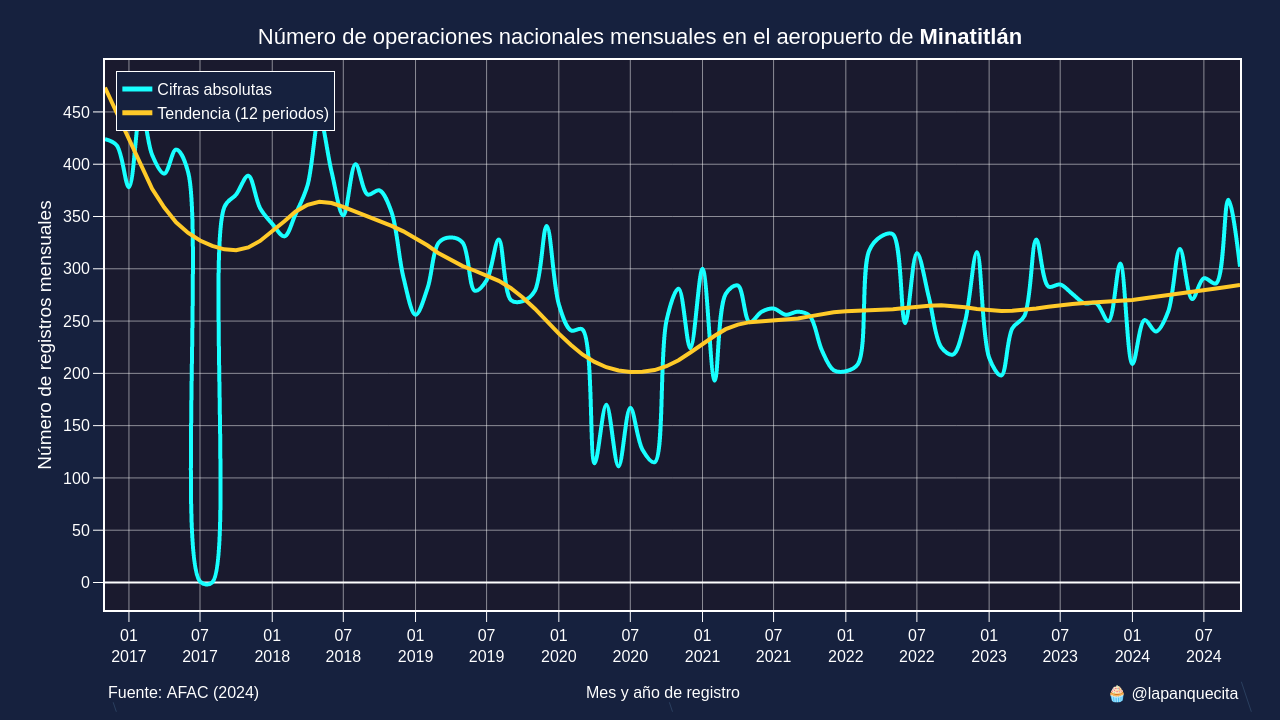 Número de operaciones nacionales mensuales en el aeropuerto de Minatitlán
Cifras absolutas
Tendencia (12 periodos)
Número de registros mensuales
450
400
350
300
250
200
150
100
50
0
01 07 01 07 01 07 01 07 01 07 01 07 01 07 01 07
2017 2017 2018 2018 2019 2019 2020 2020 2021 2021 2022 2022 2023 2023 2024 2024
Fuente: AFAC (2024) Mes y año de registro 🧁 @lapanquecita